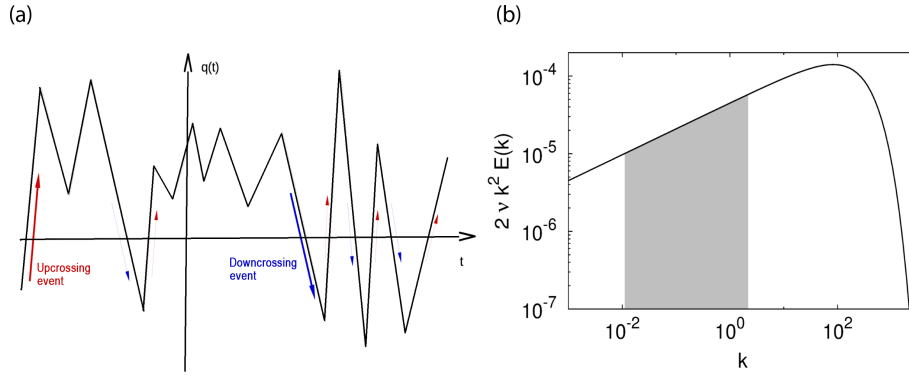 (a)
q(t)
Upcrossing
event
Downcrossing
event
t
(b)
2 ν k² E(k)
10⁻⁴
10⁻⁵
10⁻⁶
10⁻⁷
10⁻² 10⁰ 10²
k